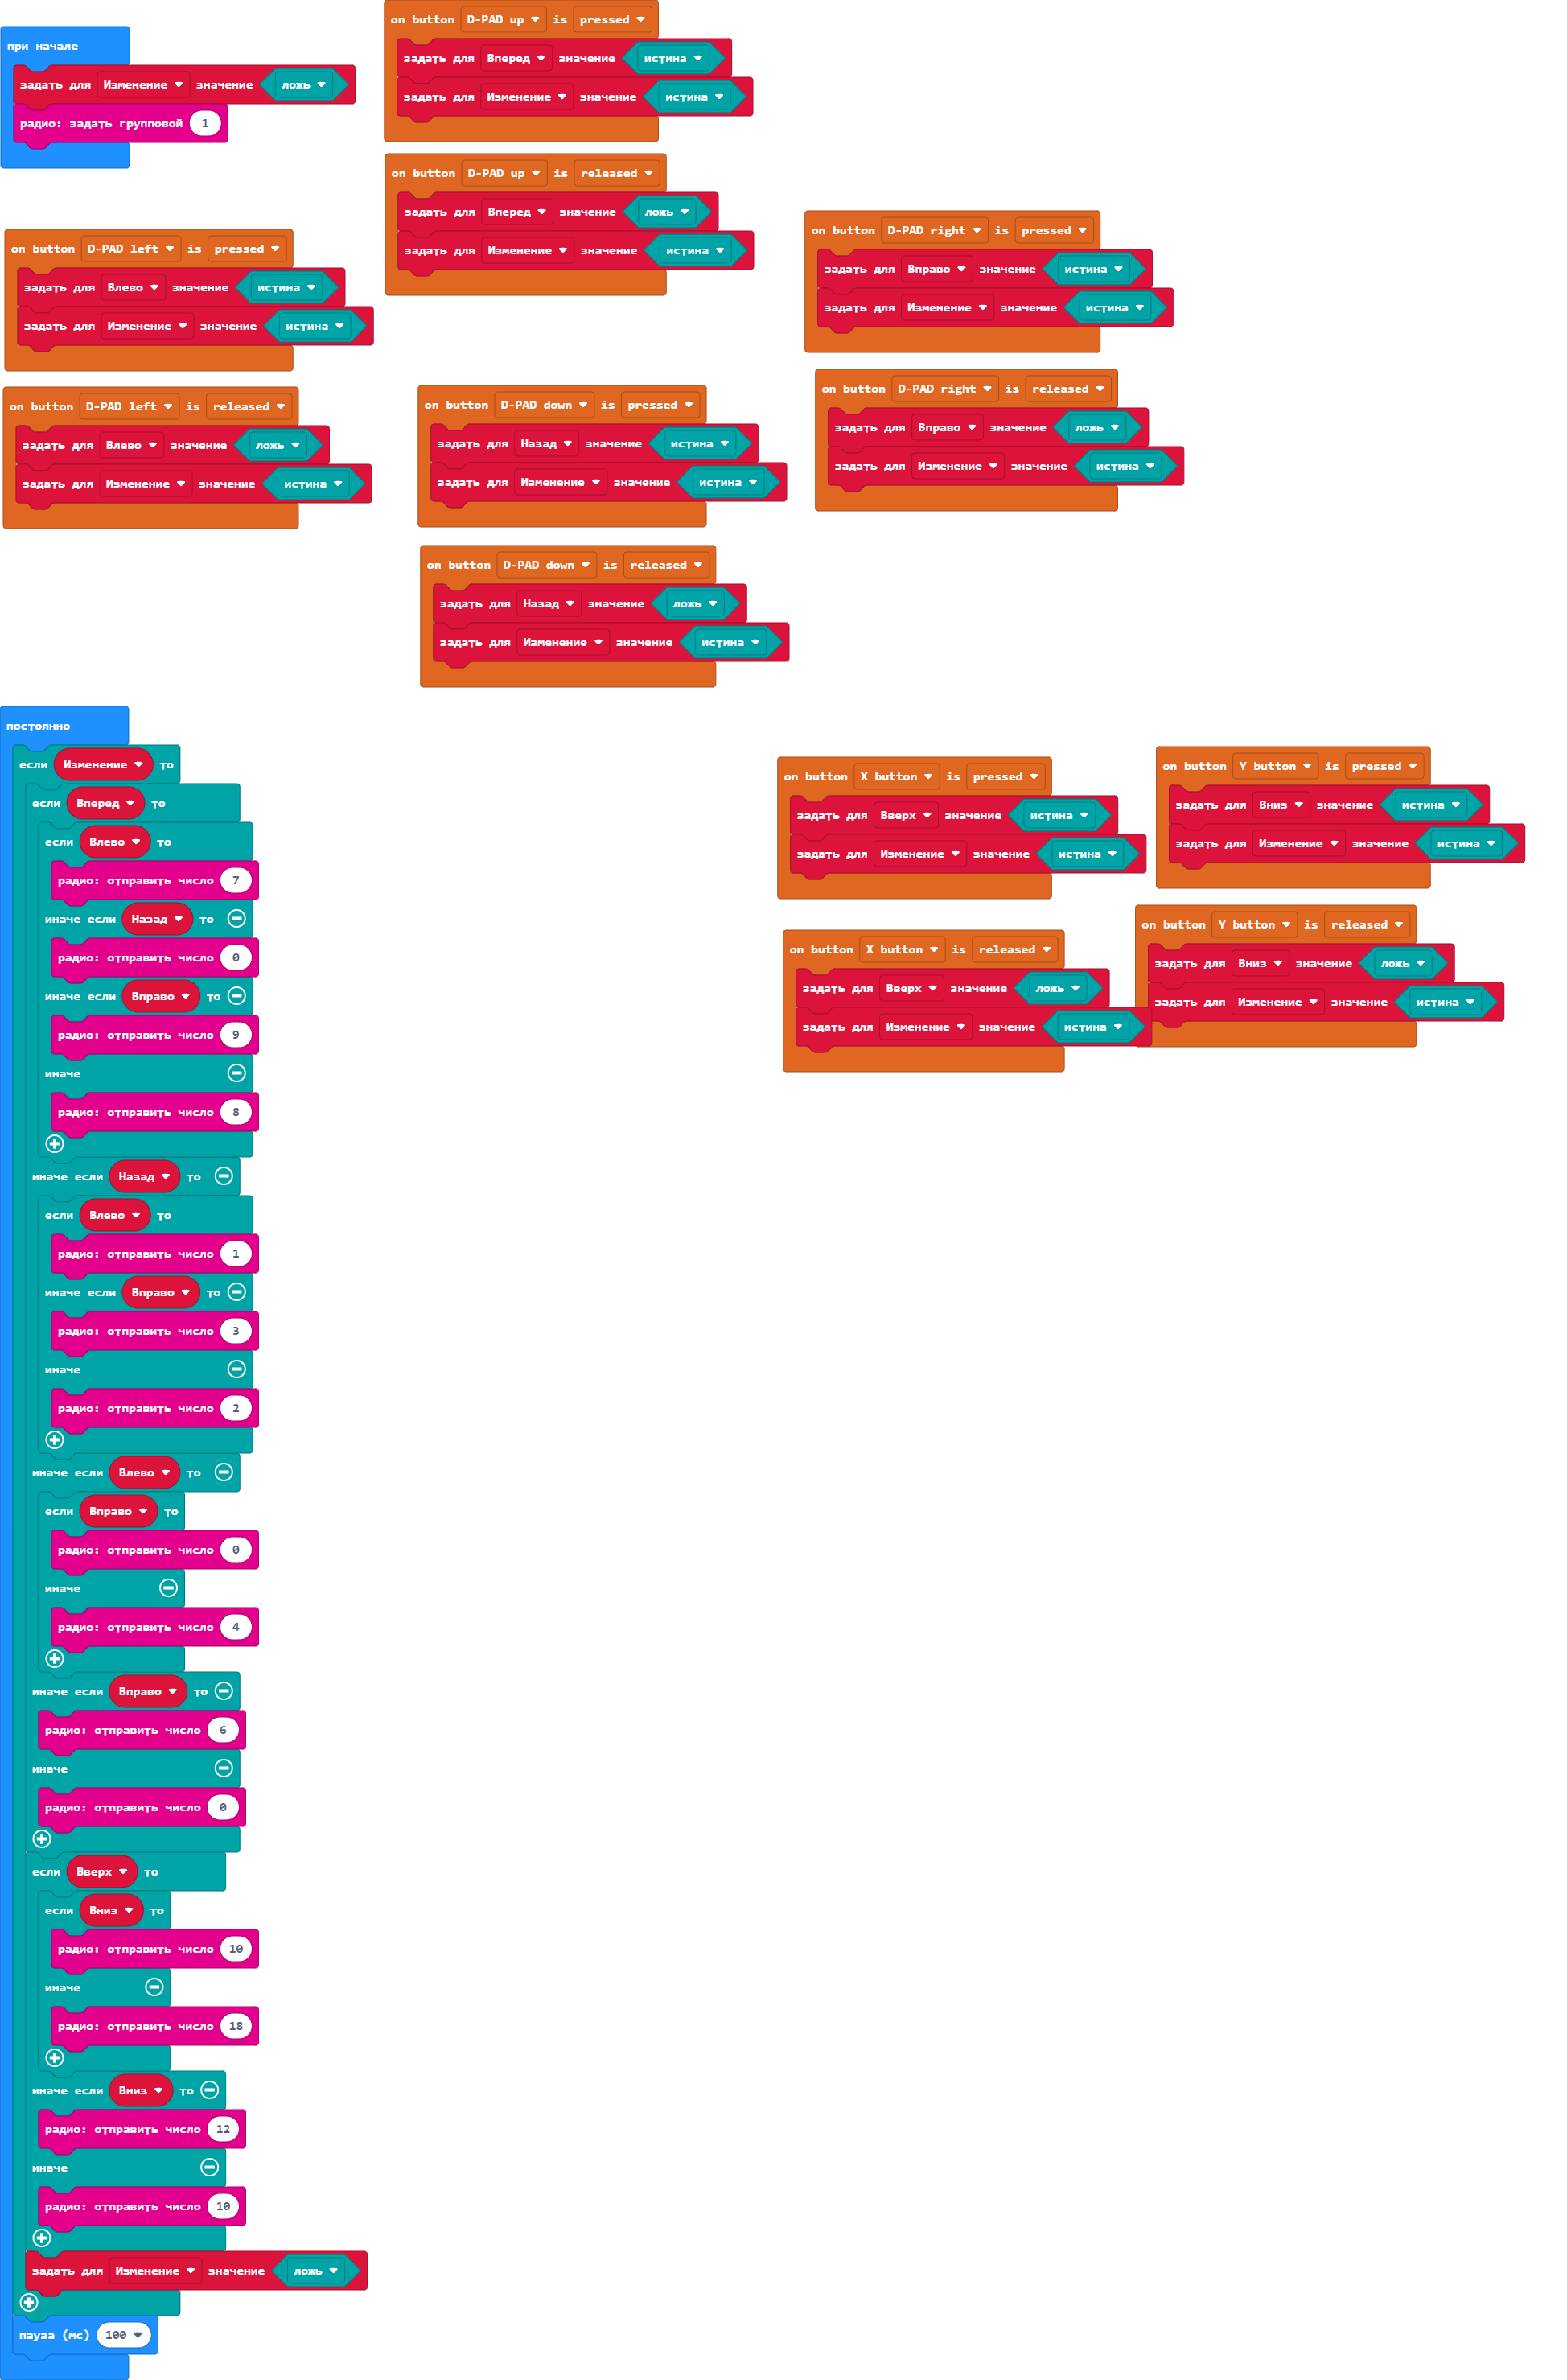 при начале
задать для Изменение значение ложь
радио: задать групповой 1
on button D-PAD up is pressed
задать для Вперед значение истина
задать для Изменение значение истина
on button D-PAD up is released
задать для Вперед значение ложь
задать для Изменение значение истина
on button D-PAD left is pressed
задать для Влево значение истина
задать для Изменение значение истина
on button D-PAD right is pressed
задать для Вправо значение истина
задать для Изменение значение истина
on button D-PAD left is released
задать для Влево значение ложь
задать для Изменение значение истина
on button D-PAD down is pressed
задать для Назад значение истина
задать для Изменение значение истина
on button D-PAD right is released
задать для Вправо значение ложь
задать для Изменение значение истина
on button D-PAD down is released
задать для Назад значение ложь
задать для Изменение значение истина
постоянно
если Изменение то
если Вперед то
если Влево то
радио: отправить число 7
иначе если Назад то
радио: отправить число 0
иначе если Вправо то
радио: отправить число 9
иначе
радио: отправить число 8
иначе если Назад то
если Влево то
радио: отправить число 1
иначе если Вправо то
радио: отправить число 3
иначе
радио: отправить число 2
иначе если Влево то
если Вправо то
радио: отправить число 0
иначе
радио: отправить число 4
иначе если Вправо то
радио: отправить число 6
иначе
радио: отправить число 0
если Вверх то
если Вниз то
радио: отправить число 10
иначе
радио: отправить число 18
иначе если Вниз то
радио: отправить число 12
иначе
радио: отправить число 10
задать для Изменение значение ложь
пауза (мс) 100
on button X button is pressed
задать для Вверх значение истина
задать для Изменение значение истина
on button Y button is pressed
задать для Вниз значение истина
задать для Изменение значение истина
on button X button is released
задать для Вверх значение ложь
задать для Изменение значение истина
on button Y button is released
задать для Вниз значение ложь
задать для Изменение значение истина